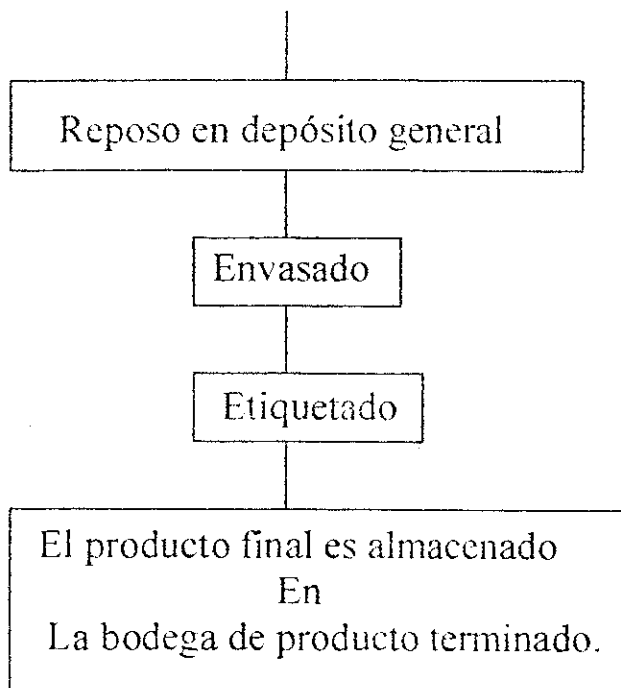 Reposo en depósito general
Envasado
Etiquetado
El producto final es almacenado
En
La bodega de producto terminado.